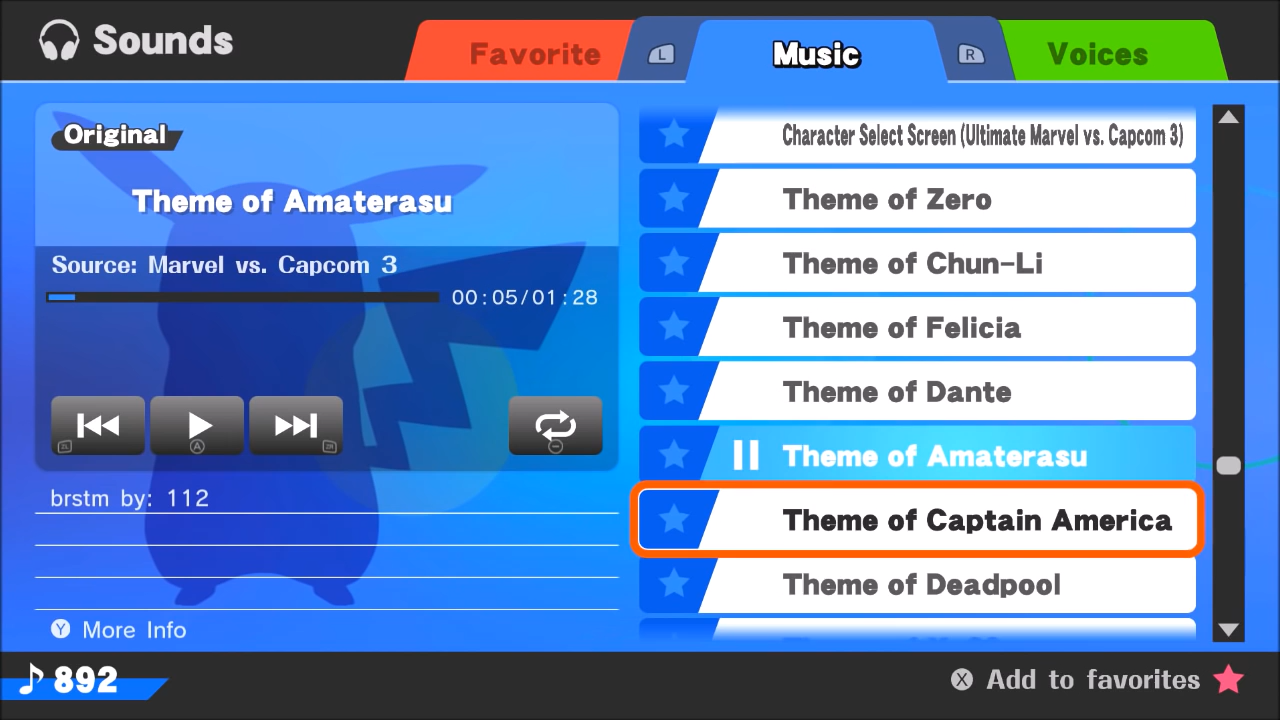 Sounds
Favorite
L
Music
R
Voices
Original
Theme of Amaterasu
Source: Marvel vs. Capcom 3
00:05/01:28
ZL
A
ZR
brstm by: 112
Y More Info
Character Select Screen (Ultimate Marvel vs. Capcom 3)
Theme of Zero
Theme of Chun-Li
Theme of Felicia
Theme of Dante
Theme of Amaterasu
Theme of Captain America
Theme of Deadpool
892
X Add to favorites